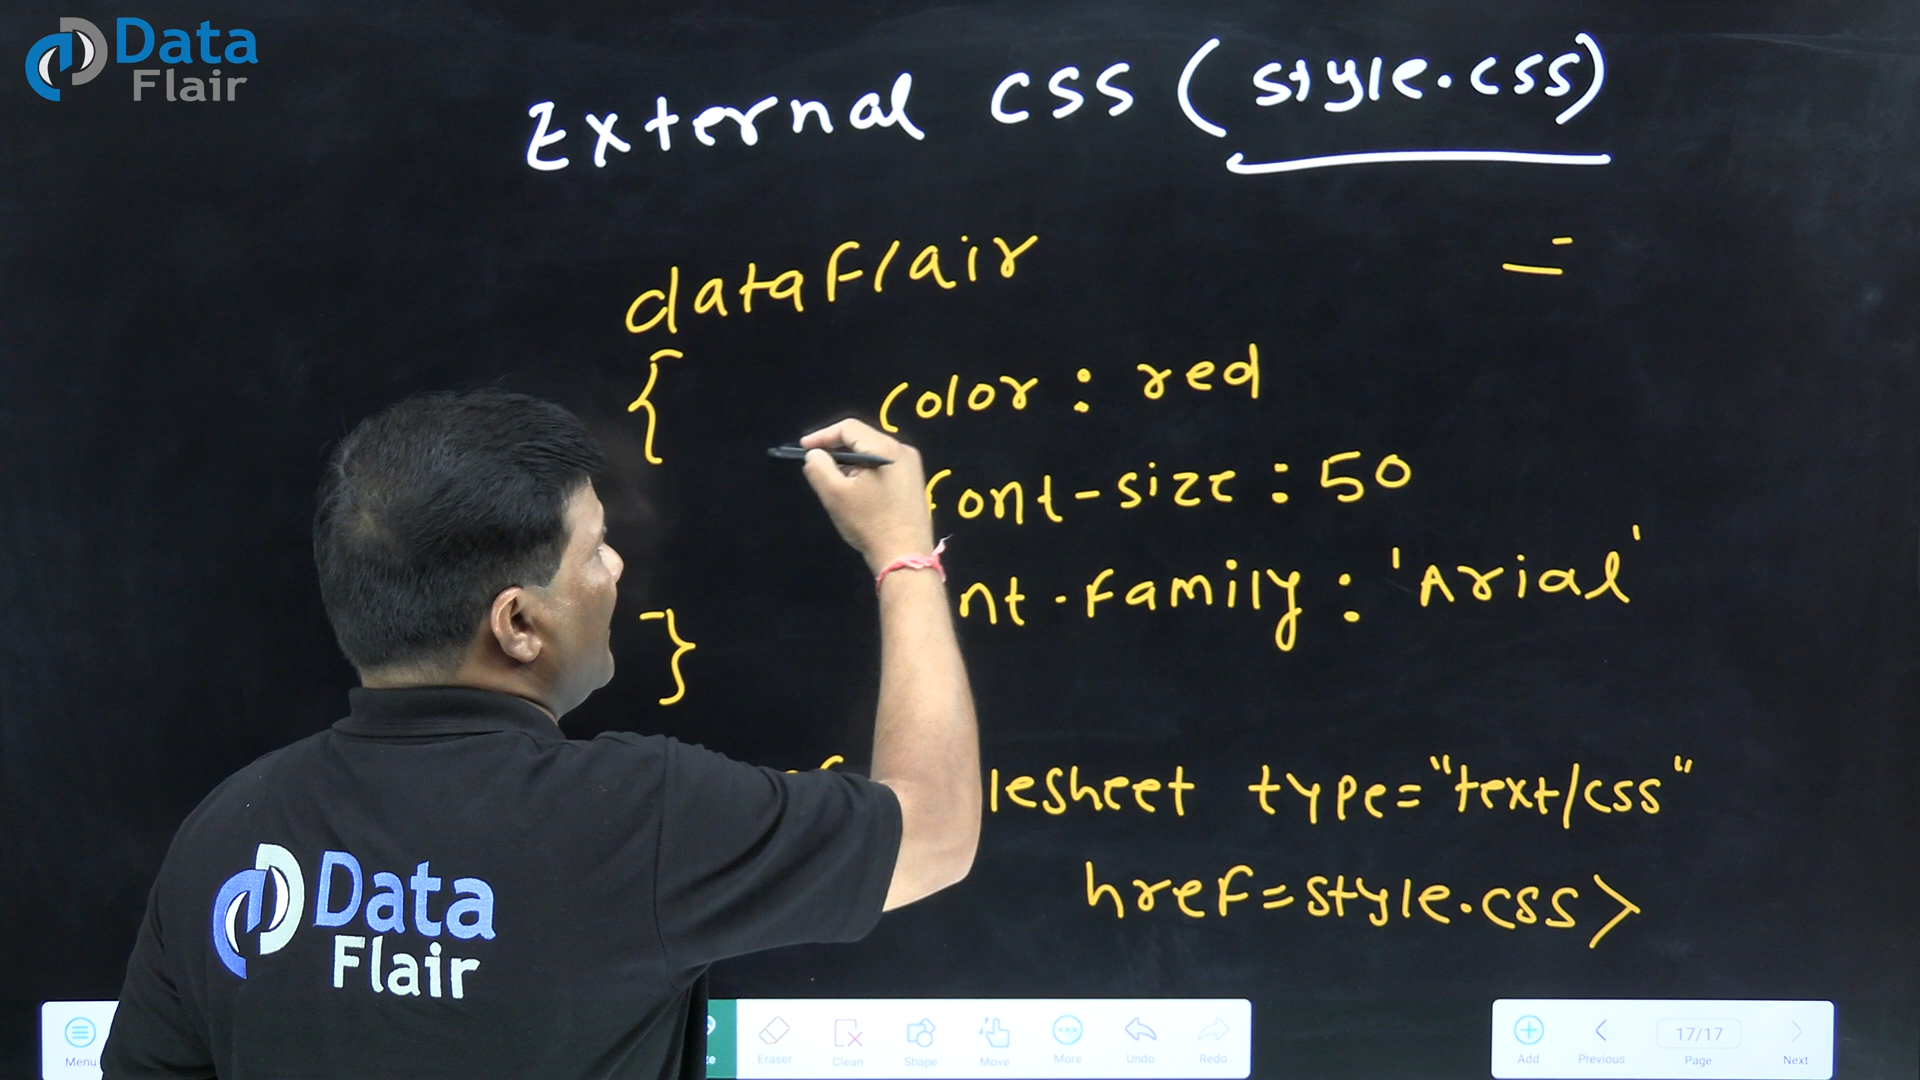 Data
Flair
External CSS (style.css)
dataFlair
{
color : red
font-size : 50
nt-family : 'Arial'
}
lesheet type="text/css"
href=style.css>
Data
Flair
Menu
Eraser
Clean
Shape
Move
More
Undo
Redo
Add
Previous
17/17
Page
Next